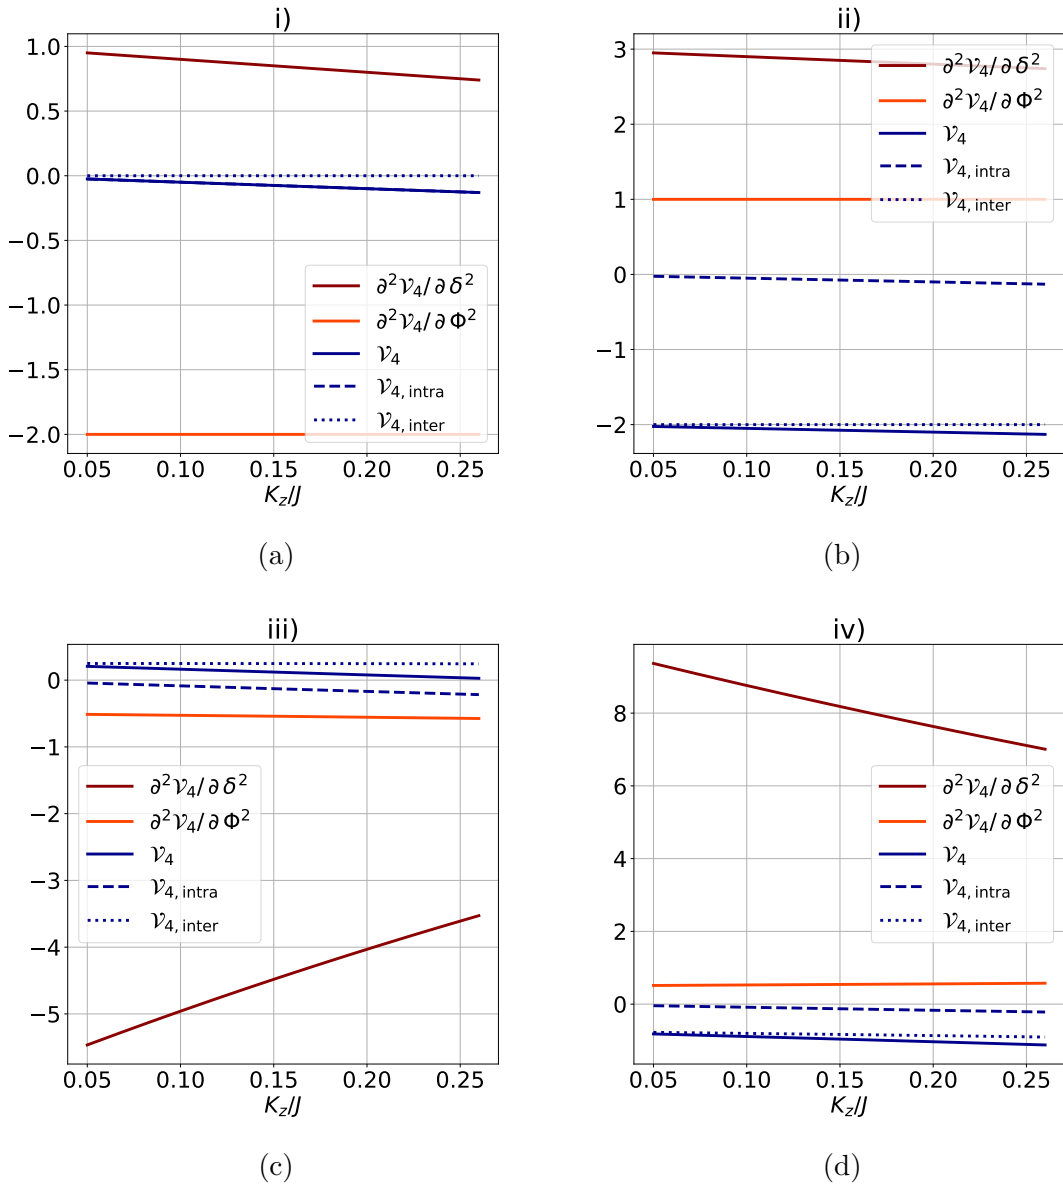 i)
1.0
0.5
0.0
−0.5
−1.0
−1.5
−2.0
∂²𝒱₄/∂δ²
∂²𝒱₄/∂Φ²
𝒱₄
𝒱₄, intra
𝒱₄, inter
0.05 0.10 0.15 0.20 0.25
K_z/J
(a)
ii)
3
2
1
0
−1
−2
∂²𝒱₄/∂δ²
∂²𝒱₄/∂Φ²
𝒱₄
𝒱₄, intra
𝒱₄, inter
0.05 0.10 0.15 0.20 0.25
K_z/J
(b)
iii)
0
−1
−2
−3
−4
−5
∂²𝒱₄/∂δ²
∂²𝒱₄/∂Φ²
𝒱₄
𝒱₄, intra
𝒱₄, inter
0.05 0.10 0.15 0.20 0.25
K_z/J
(c)
iv)
8
6
4
2
0
∂²𝒱₄/∂δ²
∂²𝒱₄/∂Φ²
𝒱₄
𝒱₄, intra
𝒱₄, inter
0.05 0.10 0.15 0.20 0.25
K_z/J
(d)